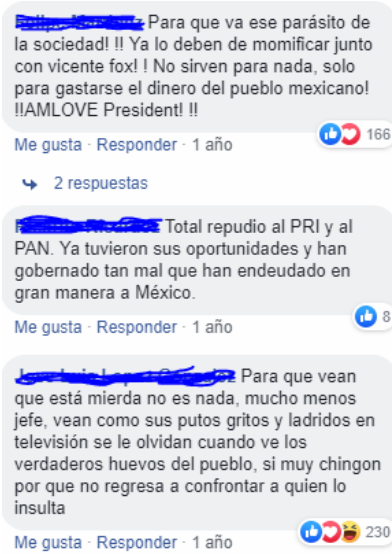 Para que va ese parásito de
la sociedad! !! Ya lo deben de momificar junto
con vicente fox! ! No sirven para nada, solo
para gastarse el dinero del pueblo mexicano!
!!AMLOVE President! !!
166
Me gusta · Responder · 1 año
2 respuestas
Total repudio al PRI y al
PAN. Ya tuvieron sus oportunidades y han
gobernado tan mal que han endeudado en
gran manera a México.
8
Me gusta · Responder · 1 año
Para que vean
que está mierda no es nada, mucho menos
jefe, vean como sus putos gritos y ladridos en
televisión se le olvidan cuando ve los
verdaderos huevos del pueblo, si muy chingon
por que no regresa a confrontar a quien lo
insulta
230
Me gusta · Responder · 1 año